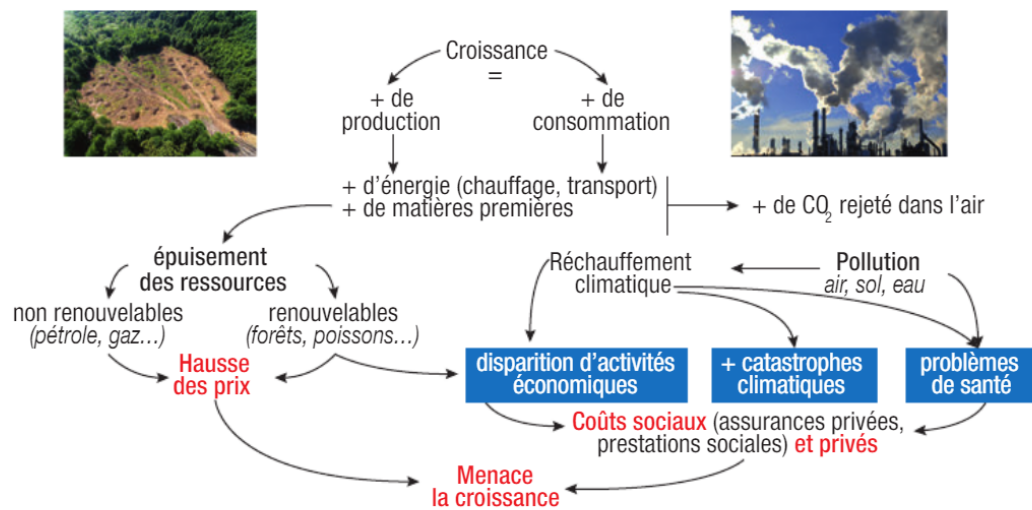 Croissance
=
+ de
production
+ de
consommation
+ d'énergie (chauffage, transport)
+ de matières premières
+ de CO₂ rejeté dans l'air
épuisement
des ressources
Réchauffement
climatique
Pollution
air, sol, eau
non renouvelables
(pétrole, gaz…)
renouvelables
(forêts, poissons…)
Hausse
des prix
disparition d'activités
économiques
+ catastrophes
climatiques
problèmes
de santé
Coûts sociaux (assurances privées,
prestations sociales) et privés
Menace
la croissance